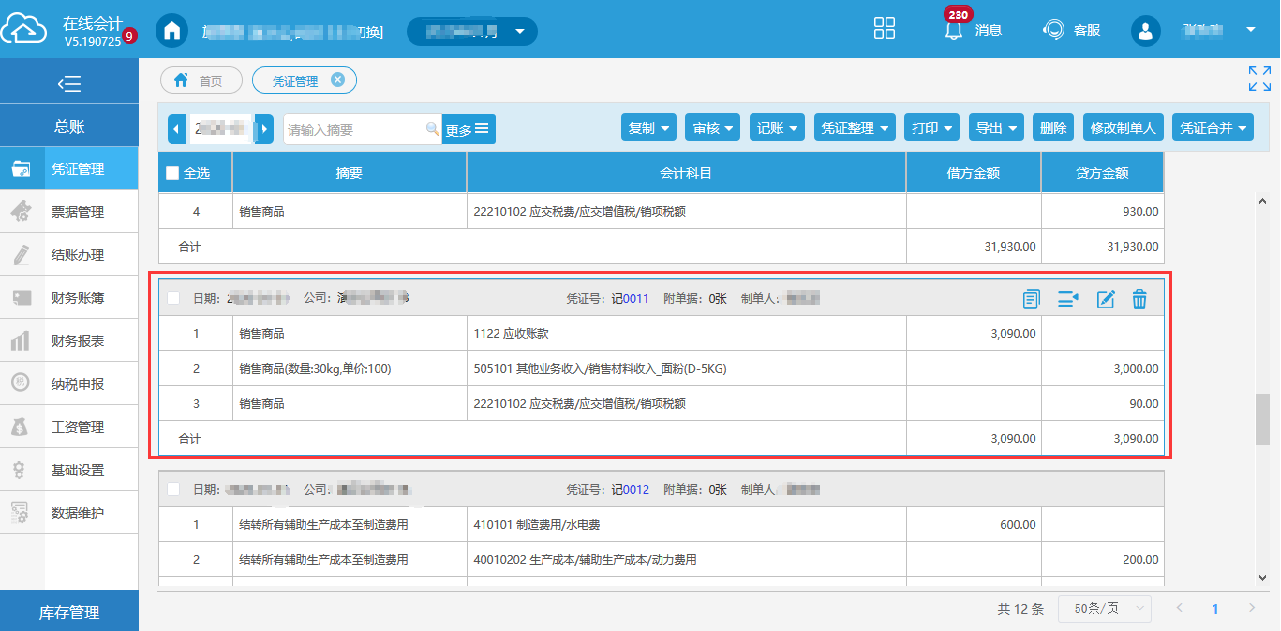 在线会计
V5.190725 9
切换]
230
消息
客服
首页
凭证管理
总账
凭证管理
票据管理
结账办理
财务账簿
财务报表
纳税申报
工资管理
基础设置
数据维护
库存管理
请输入摘要
更多
复制 审核 记账 凭证整理 打印 导出 删除 修改制单人 凭证合并
全选 摘要 会计科目 借方金额 贷方金额
4 销售商品 22210102 应交税费/应交增值税/销项税额 930.00
合计 31,930.00 31,930.00
日期: 公司: 凭证号: 记0011 附单据: 0张 制单人:
1 销售商品 1122 应收账款 3,090.00
2 销售商品(数量:30kg,单价:100) 505101 其他业务收入/销售材料收入_面粉(D-5KG) 3,000.00
3 销售商品 22210102 应交税费/应交增值税/销项税额 90.00
合计 3,090.00 3,090.00
日期: 公司: 凭证号: 记0012 附单据: 0张 制单人
1 结转所有辅助生产成本至制造费用 410101 制造费用/水电费 600.00
2 结转所有辅助生产成本至制造费用 40010202 生产成本/辅助生产成本/动力费用 200.00
共 12 条 50条/页 1